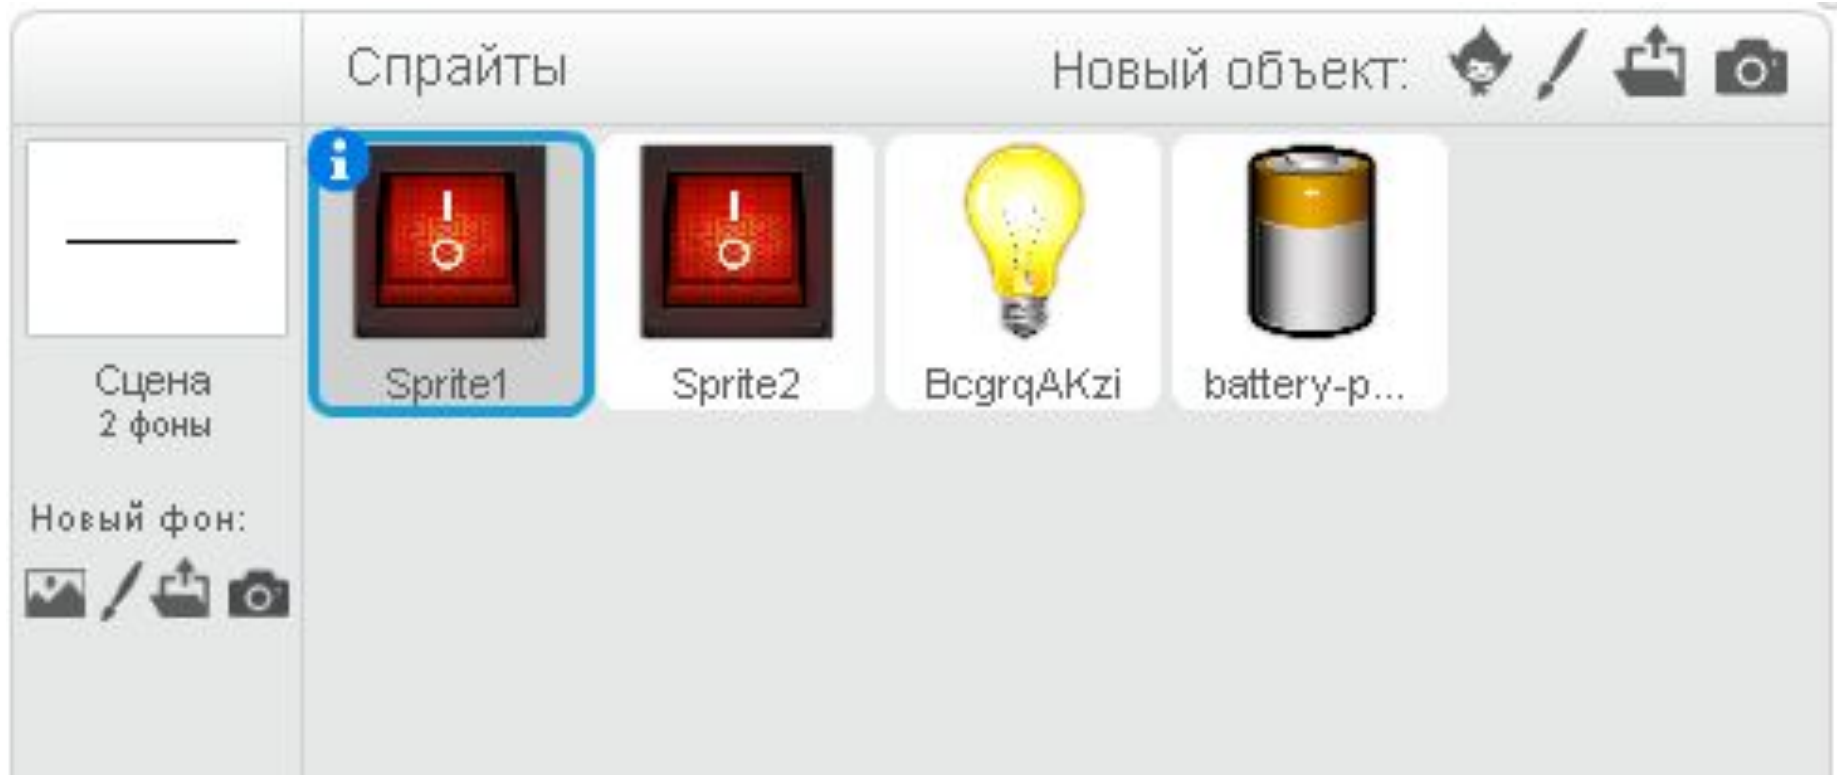 Спрайты
Новый объект:
Sprite1
Sprite2
BcgrqAKzi
battery-p...
Сцена
2 фоны
Новый фон: